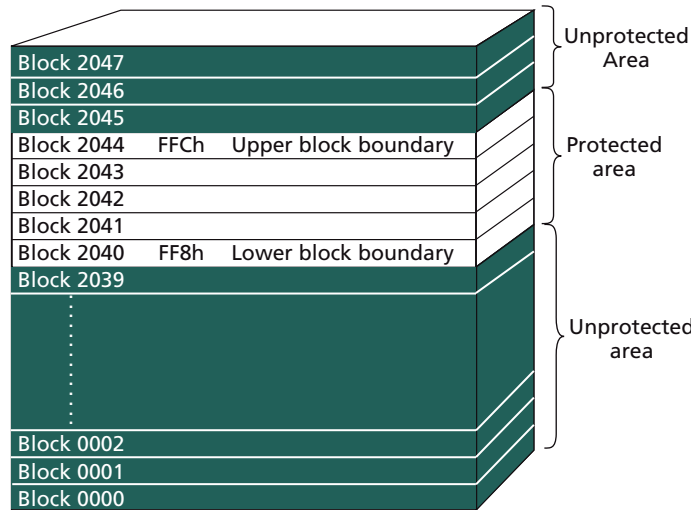 Block 2047
Block 2046
Block 2045
Block 2044 FFCh Upper block boundary
Block 2043
Block 2042
Block 2041
Block 2040 FF8h Lower block boundary
Block 2039
Block 0002
Block 0001
Block 0000
Unprotected
Area
Protected
area
Unprotected
area